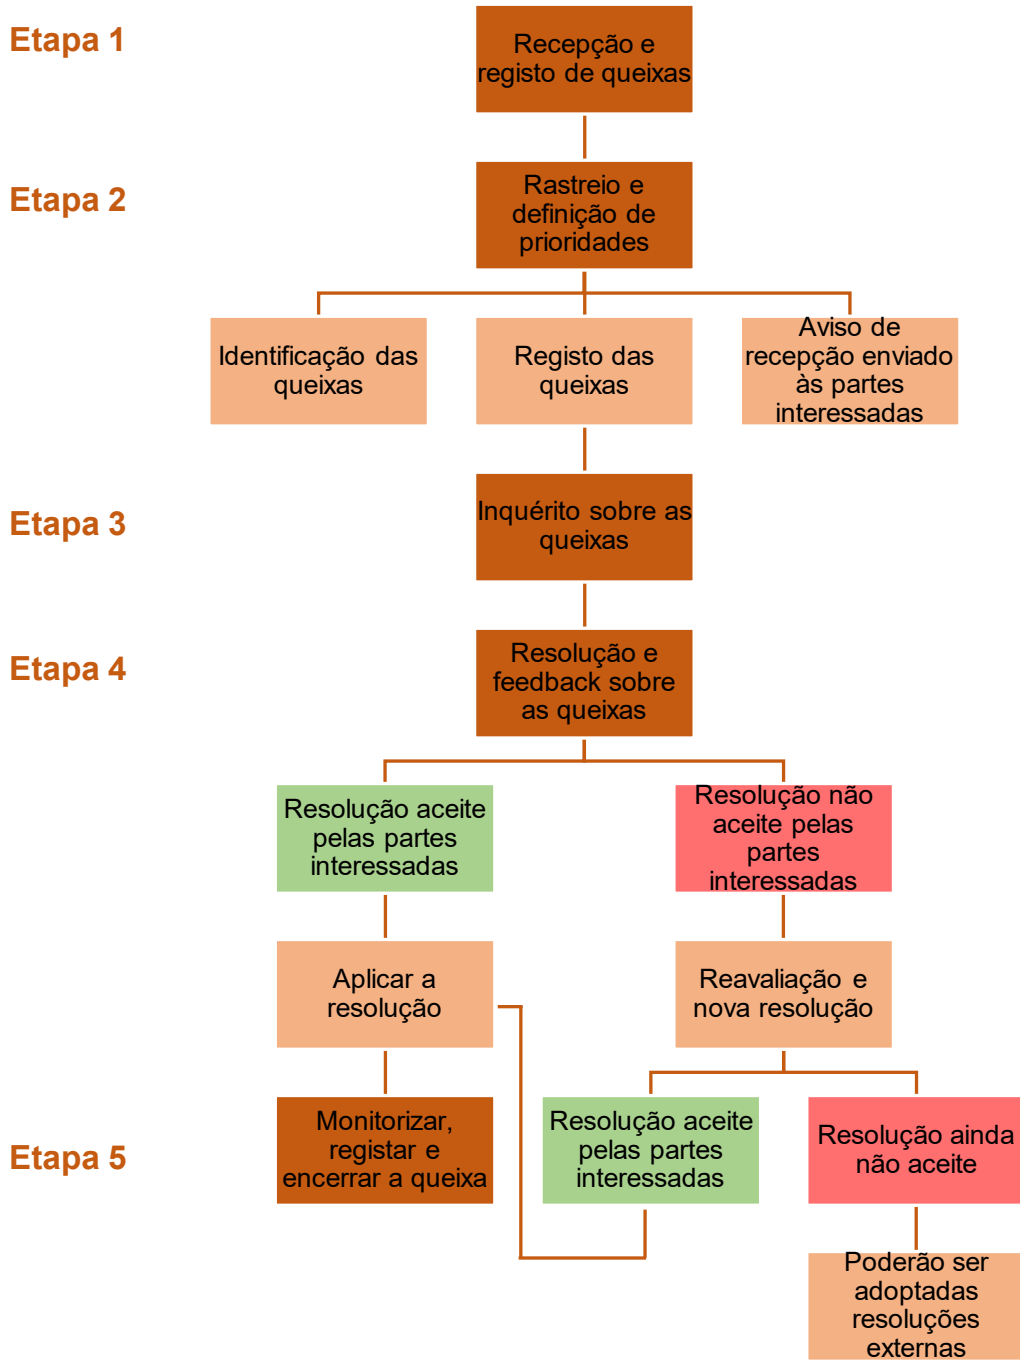 Etapa 1
Recepção e
registo de queixas
Etapa 2
Rastreio e
definição de
prioridades
Identificação das
queixas
Registo das
queixas
Aviso de
recepção enviado
às partes
interessadas
Etapa 3
Inquérito sobre as
queixas
Etapa 4
Resolução e
feedback sobre
as queixas
Resolução aceite
pelas partes
interessadas
Resolução não
aceite pelas
partes
interessadas
Aplicar a
resolução
Reavaliação e
nova resolução
Etapa 5
Monitorizar,
registar e
encerrar a queixa
Resolução aceite
pelas partes
interessadas
Resolução ainda
não aceite
Poderão ser
adoptadas
resoluções
externas